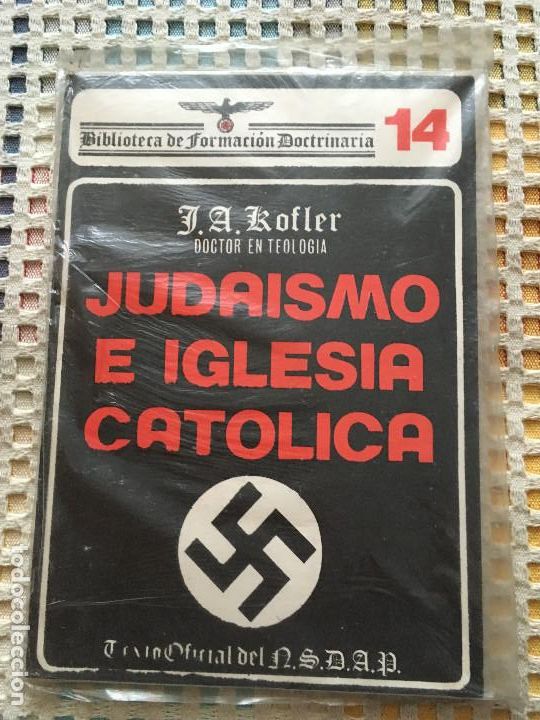 Biblioteca de Formación Doctrinaria 14
J.A. Kofler
DOCTOR EN TEOLOGIA
JUDAISMO
E IGLESIA
CATOLICA
Texto Oficial del N.S.D.A.P.
todocoleccion